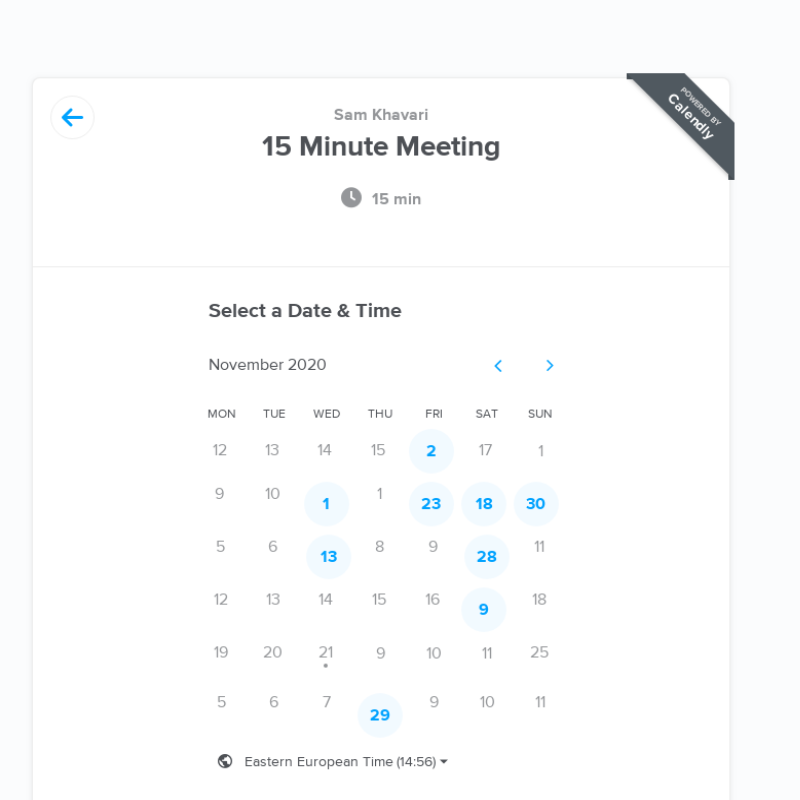 Sam Khavari
15 Minute Meeting
POWERED BY
Calendly
15 min
Select a Date & Time
November 2020
MON TUE WED THU FRI SAT SUN
12 13 14 15 2 17 1
9 10 1 1 23 18 30
5 6 13 8 9 28 11
12 13 14 15 16 9 18
19 20 21 9 10 11 25
5 6 7 29 9 10 11
Eastern European Time (14:56)